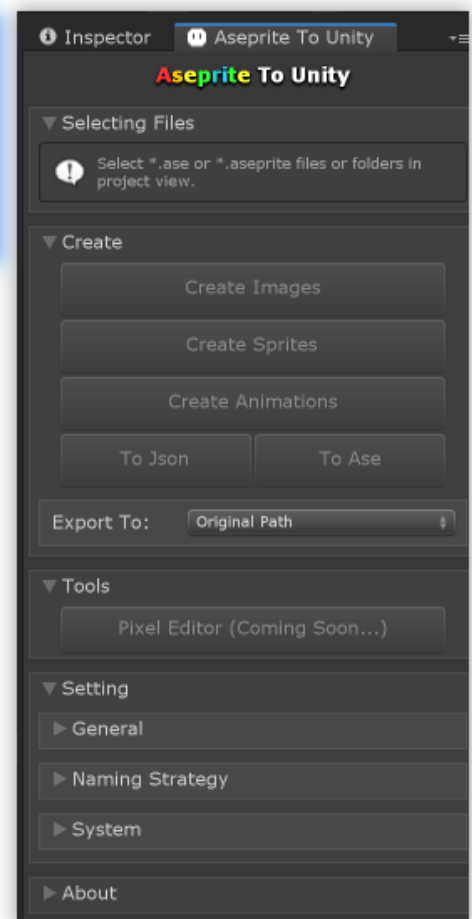 Inspector
Aseprite To Unity
Aseprite To Unity
Selecting Files
Select *.ase or *.aseprite files or folders in
project view.
Create
Create Images
Create Sprites
Create Animations
To Json
To Ase
Export To:
Original Path
Tools
Pixel Editor (Coming Soon...)
Setting
General
Naming Strategy
System
About